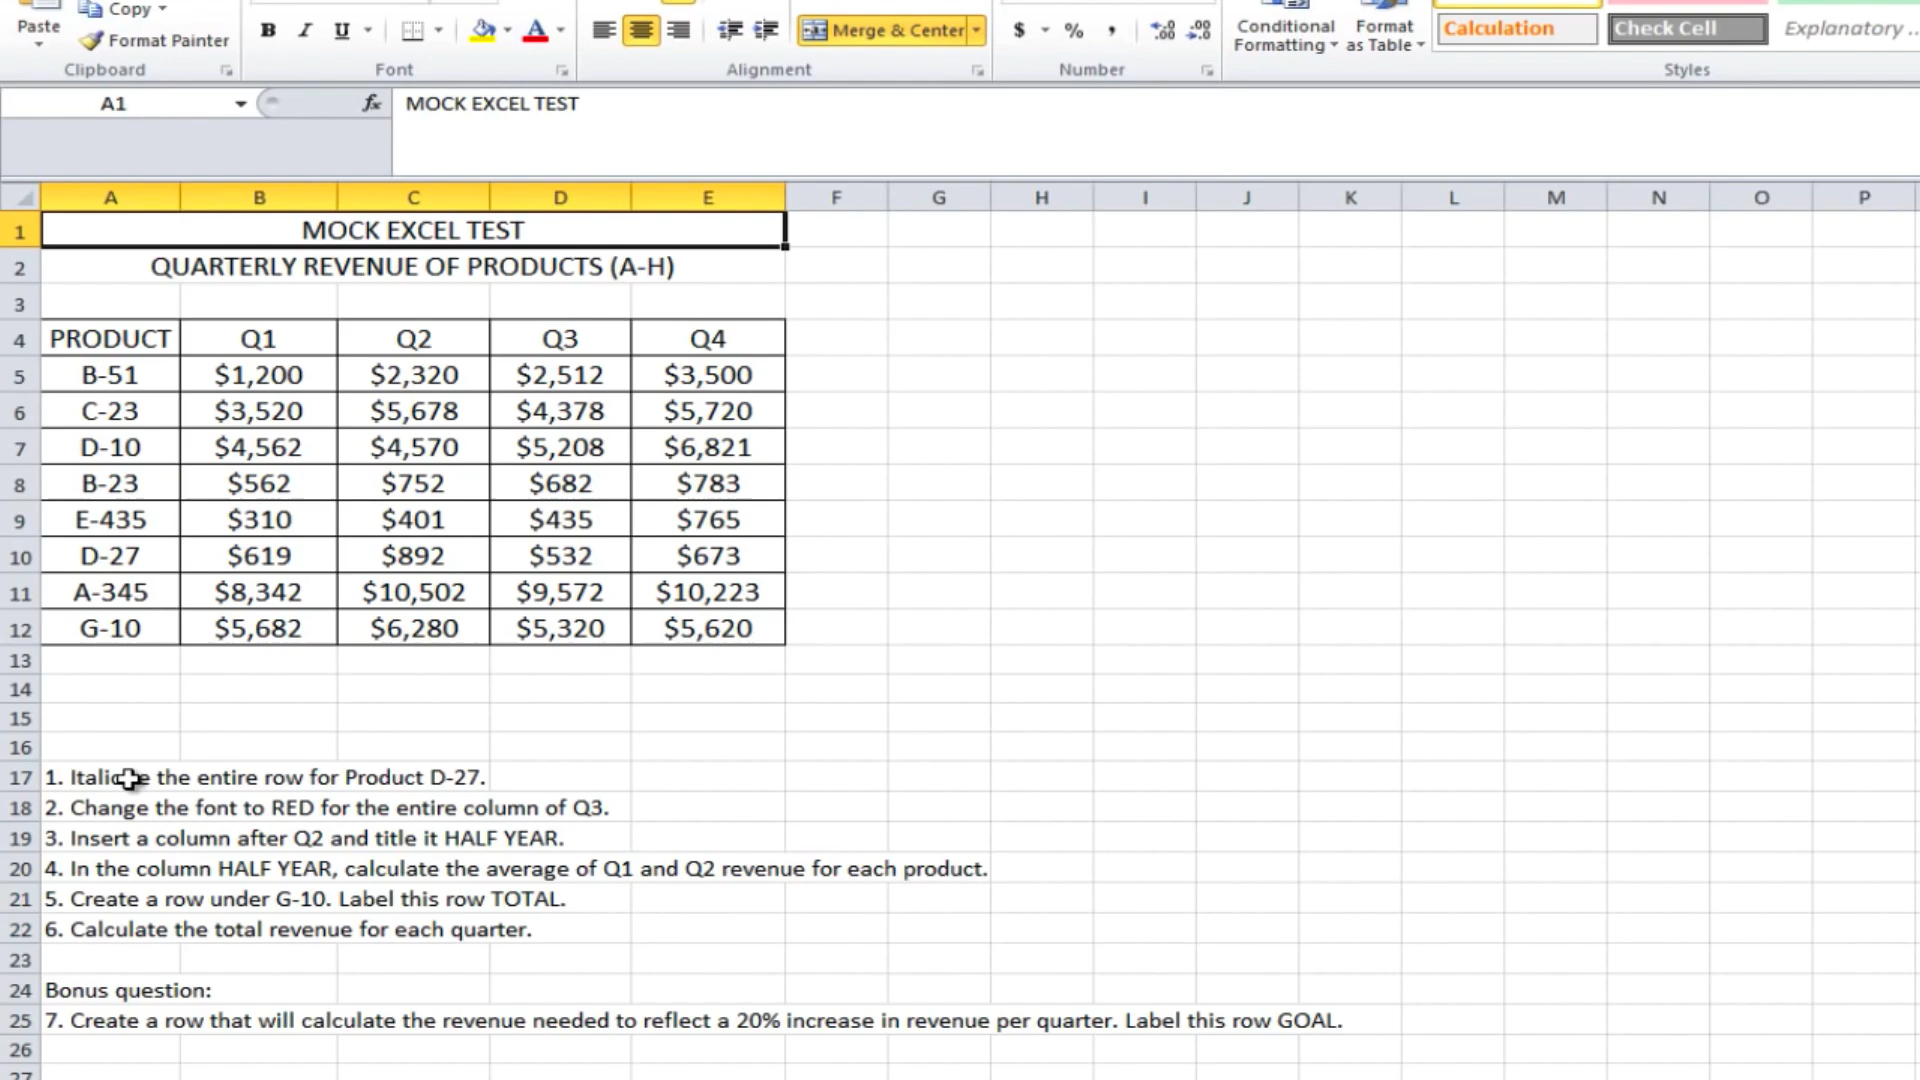 Paste
Copy
Format Painter
B I U A
Merge & Center
$ % ,
Conditional Formatting
Format as Table
Calculation
Check Cell
Explanatory ...
Clipboard
Font
Alignment
Number
Styles
A1
fx
MOCK EXCEL TEST
A B C D E F G H I J K L M N O P
1 MOCK EXCEL TEST
2 QUARTERLY REVENUE OF PRODUCTS (A-H)
3
4 PRODUCT Q1 Q2 Q3 Q4
5 B-51 $1,200 $2,320 $2,512 $3,500
6 C-23 $3,520 $5,678 $4,378 $5,720
7 D-10 $4,562 $4,570 $5,208 $6,821
8 B-23 $562 $752 $682 $783
9 E-435 $310 $401 $435 $765
10 D-27 $619 $892 $532 $673
11 A-345 $8,342 $10,502 $9,572 $10,223
12 G-10 $5,682 $6,280 $5,320 $5,620
13
14
15
16
17 1. Italicize the entire row for Product D-27.
18 2. Change the font to RED for the entire column of Q3.
19 3. Insert a column after Q2 and title it HALF YEAR.
20 4. In the column HALF YEAR, calculate the average of Q1 and Q2 revenue for each product.
21 5. Create a row under G-10. Label this row TOTAL.
22 6. Calculate the total revenue for each quarter.
23
24 Bonus question:
25 7. Create a row that will calculate the revenue needed to reflect a 20% increase in revenue per quarter. Label this row GOAL.
26
27